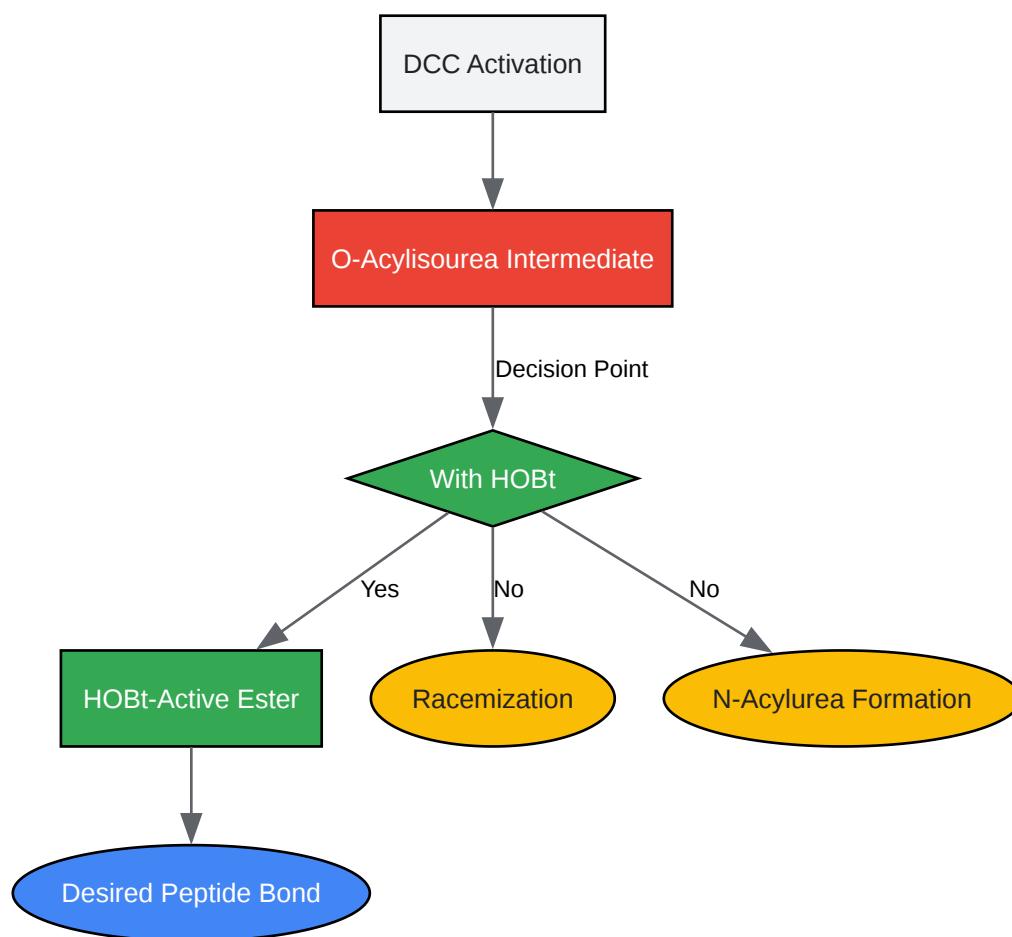 DCC Activation
O-Acylisourea Intermediate
Decision Point
With HOBt
Yes
No
No
HOBt-Active Ester
Racemization
N-Acylurea Formation
Desired Peptide Bond